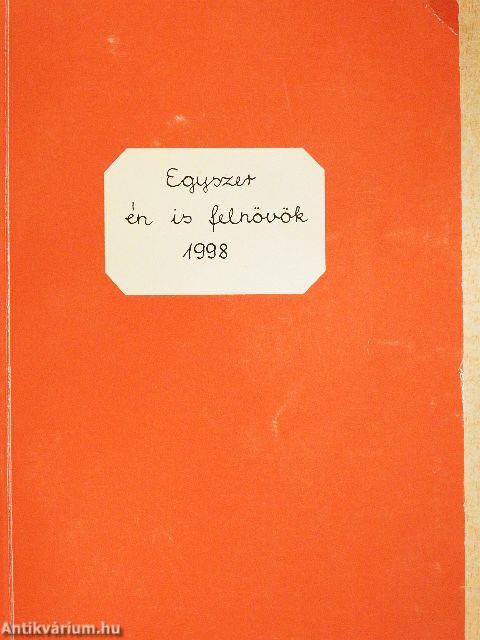 Egyszer
én is felnövök
1998
Antikvárium.hu